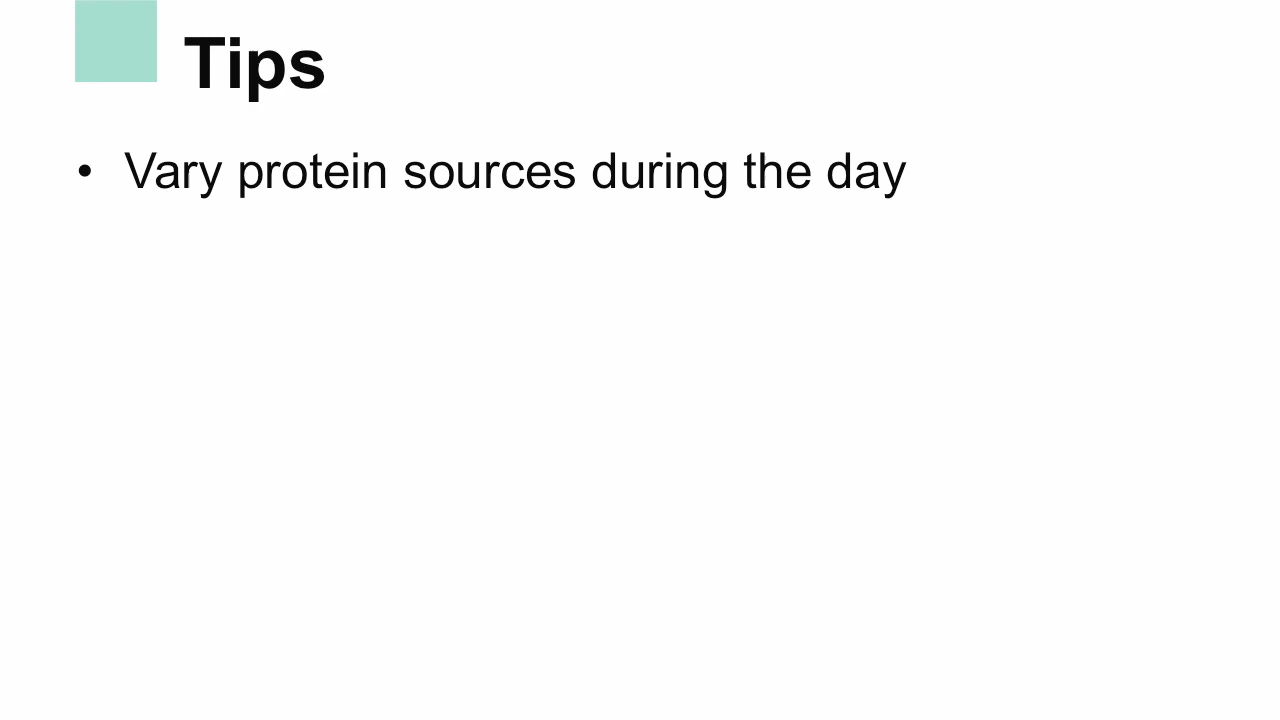 Tips
• Vary protein sources during the day